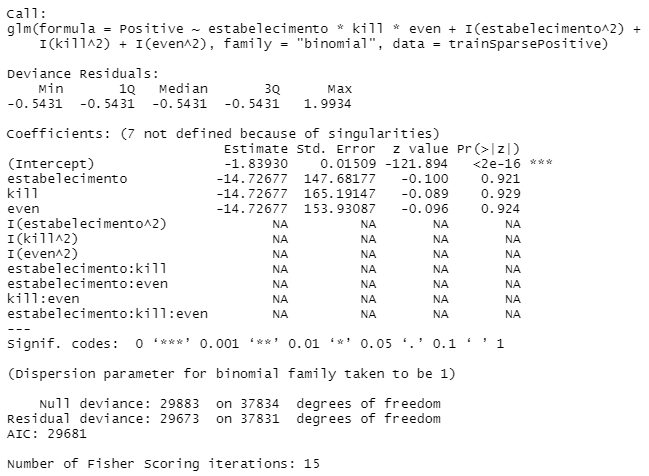 Call:
glm(formula = Positive ~ estabelecimento * kill * even + I(estabelecimento^2) +
    I(kill^2) + I(even^2), family = "binomial", data = trainSparsePositive)

Deviance Residuals:
    Min       1Q   Median       3Q      Max
-0.5431  -0.5431  -0.5431  -0.5431   1.9934

Coefficients: (7 not defined because of singularities)
                            Estimate Std. Error  z value Pr(>|z|)
(Intercept)                 -1.83930    0.01509 -121.894   <2e-16 ***
estabelecimento            -14.72677  147.68177   -0.100    0.921
kill                       -14.72677  165.19147   -0.089    0.929
even                       -14.72677  153.93087   -0.096    0.924
I(estabelecimento^2)              NA         NA       NA       NA
I(kill^2)                         NA         NA       NA       NA
I(even^2)                         NA         NA       NA       NA
estabelecimento:kill              NA         NA       NA       NA
estabelecimento:even              NA         NA       NA       NA
kill:even                         NA         NA       NA       NA
estabelecimento:kill:even         NA         NA       NA       NA
---
Signif. codes:  0 ‘***’ 0.001 ‘**’ 0.01 ‘*’ 0.05 ‘.’ 0.1 ‘ ’ 1

(Dispersion parameter for binomial family taken to be 1)

    Null deviance: 29883  on 37834  degrees of freedom
Residual deviance: 29673  on 37831  degrees of freedom
AIC: 29681

Number of Fisher Scoring iterations: 15